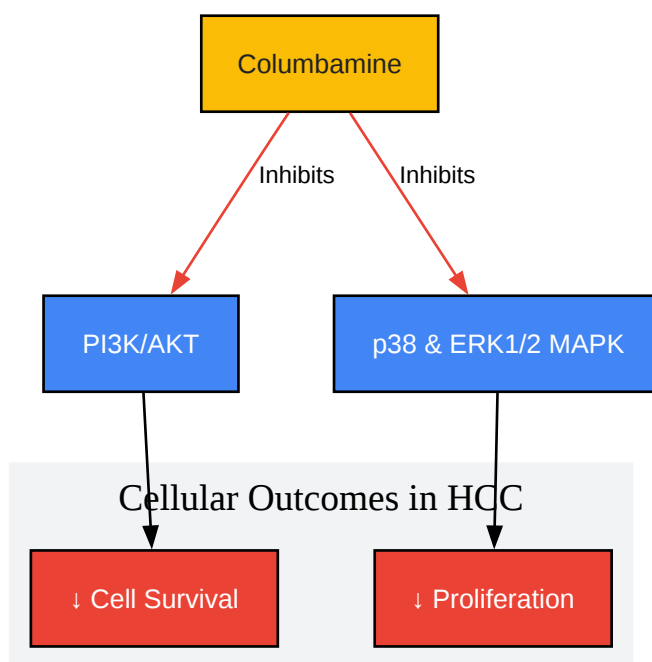 Columbamine
Inhibits
Inhibits
PI3K/AKT
p38 & ERK1/2 MAPK
Cellular Outcomes in HCC
↓ Cell Survival
↓ Proliferation